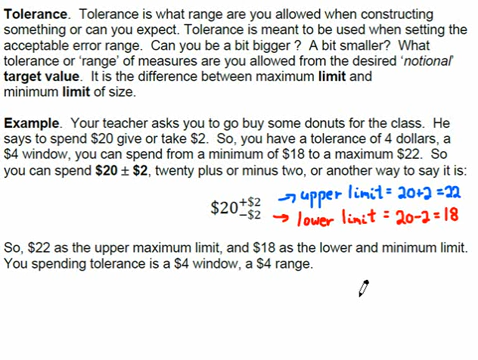 Tolerance. Tolerance is what range are you allowed when constructing
something or can you expect. Tolerance is meant to be used when setting the
acceptable error range. Can you be a bit bigger ? A bit smaller? What
tolerance or 'range' of measures are you allowed from the desired 'notional'
target value. It is the difference between maximum limit and
minimum limit of size.
Example. Your teacher asks you to go buy some donuts for the class. He
says to spend $20 give or take $2. So, you have a tolerance of 4 dollars, a
$4 window, you can spend from a minimum of $18 to a maximum $22. So
you can spend $20 ± $2, twenty plus or minus two, or another way to say it is:
$20 +$2 → upper limit = 20+2 = 22
−$2 → lower limit = 20-2 = 18
So, $22 as the upper maximum limit, and $18 as the lower and minimum limit.
You spending tolerance is a $4 window, a $4 range.